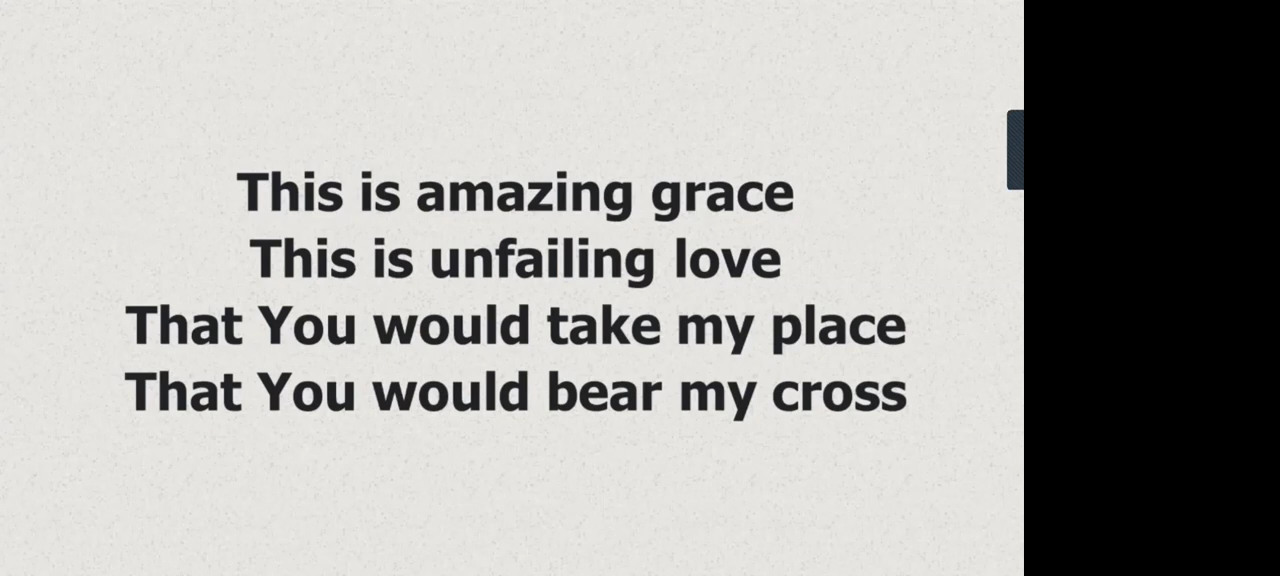 This is amazing grace
This is unfailing love
That You would take my place
That You would bear my cross